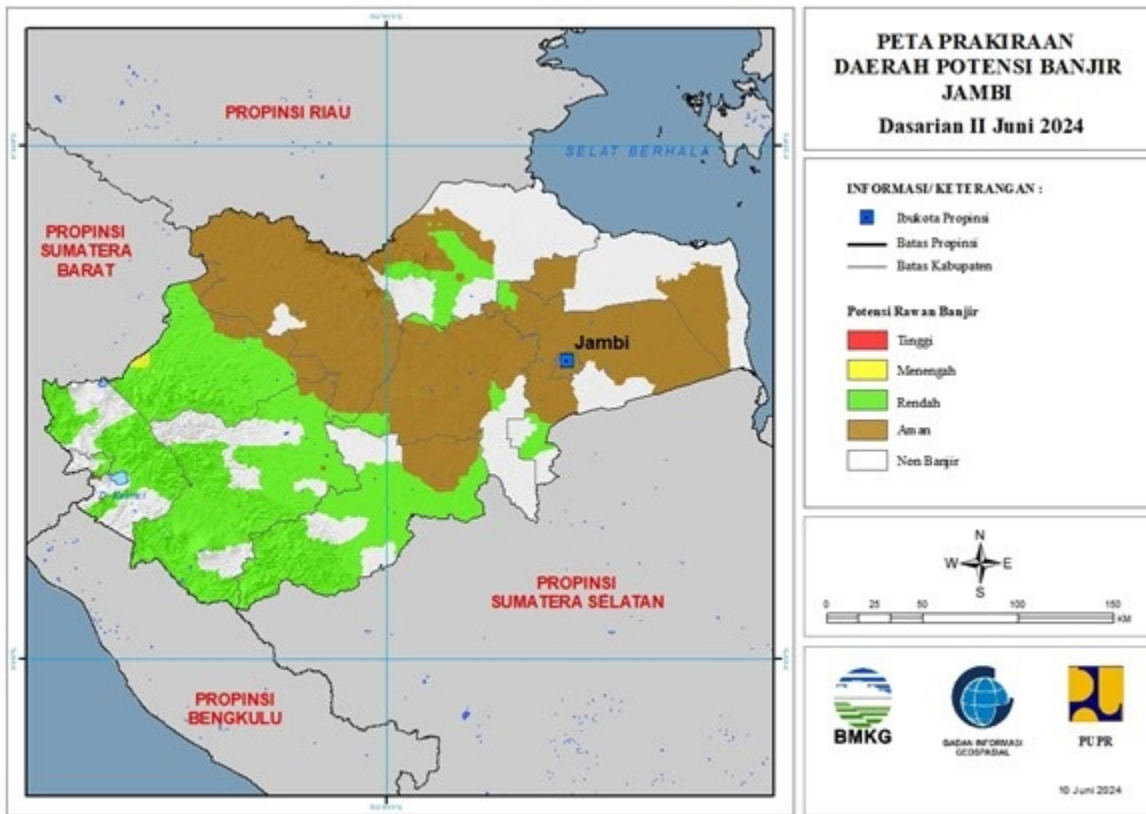 PETA PRAKIRAAN
DAERAH POTENSI BANJIR
JAMBI
Dasarian II Juni 2024
PROPINSI RIAU
SELAT BERHALA
PROPINSI
SUMATERA
BARAT
Jambi
PROPINSI
SUMATERA SELATAN
PROPINSI
BENGKULU
INFORMASI/KETERANGAN :
Ibukota Propinsi
Batas Propinsi
Batas Kabupaten
Potensi Rawan Banjir
Tinggi
Menengah
Rendah
Aman
Non Banjir
N
W E
S
0 25 50 100 150
KM
BMKG
BADAN INFORMASI
GEOSPASIAL
PUPR
10 Juni 2024